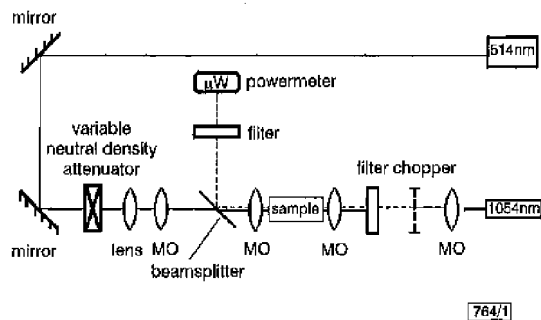 mirror
514nm
µW
powermeter
filter
variable
neutral density
attenuator
filter chopper
sample
1054nm
mirror
lens
MO
beamsplitter
MO
MO
MO
764/1